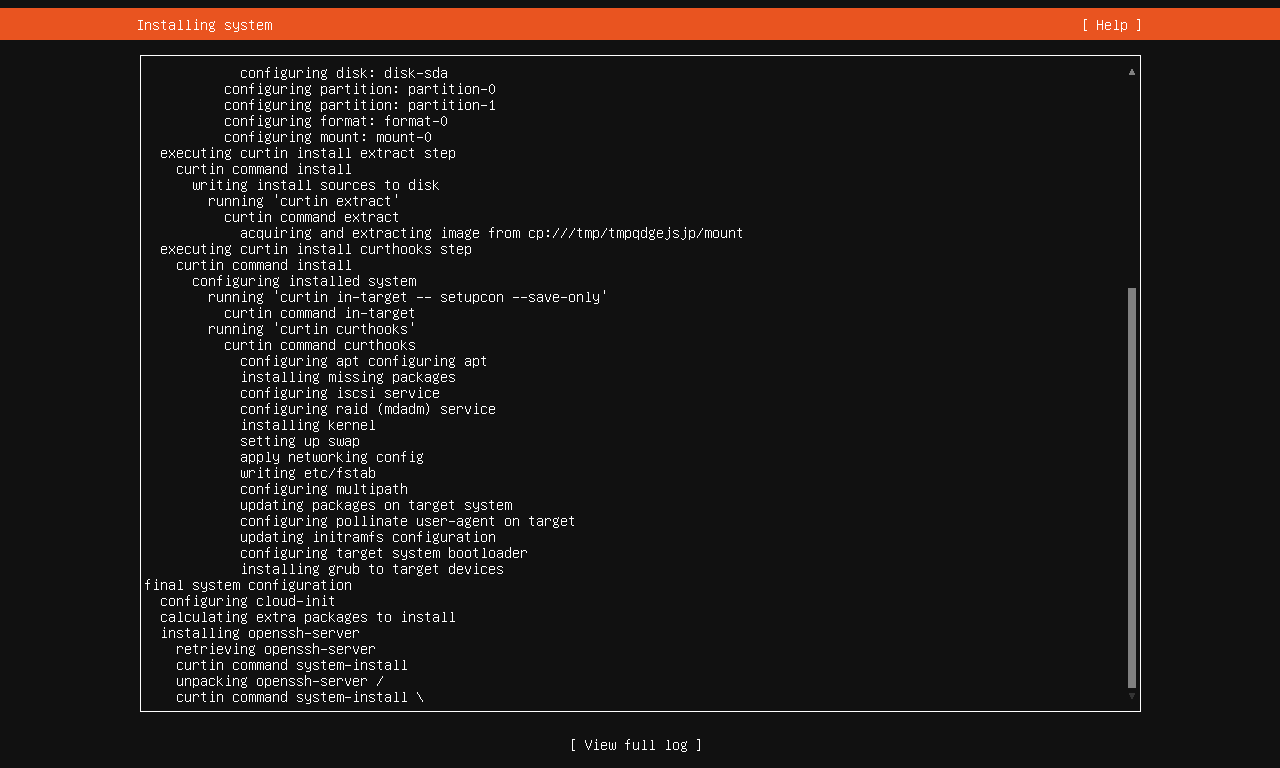 Installing system
[ Help ]
configuring disk: disk-sda
configuring partition: partition-0
configuring partition: partition-1
configuring format: format-0
configuring mount: mount-0
executing curtin install extract step
curtin command install
writing install sources to disk
running 'curtin extract'
curtin command extract
acquiring and extracting image from cp:///tmp/tmpqdgejsjp/mount
executing curtin install curthooks step
curtin command install
configuring installed system
running 'curtin in-target -- setupcon --save-only'
curtin command in-target
running 'curtin curthooks'
curtin command curthooks
configuring apt configuring apt
installing missing packages
configuring iscsi service
configuring raid (mdadm) service
installing kernel
setting up swap
apply networking config
writing etc/fstab
configuring multipath
updating packages on target system
configuring pollinate user-agent on target
updating initramfs configuration
configuring target system bootloader
installing grub to target devices
final system configuration
configuring cloud-init
calculating extra packages to install
installing openssh-server
retrieving openssh-server
curtin command system-install
unpacking openssh-server /
curtin command system-install \
[ View full log ]